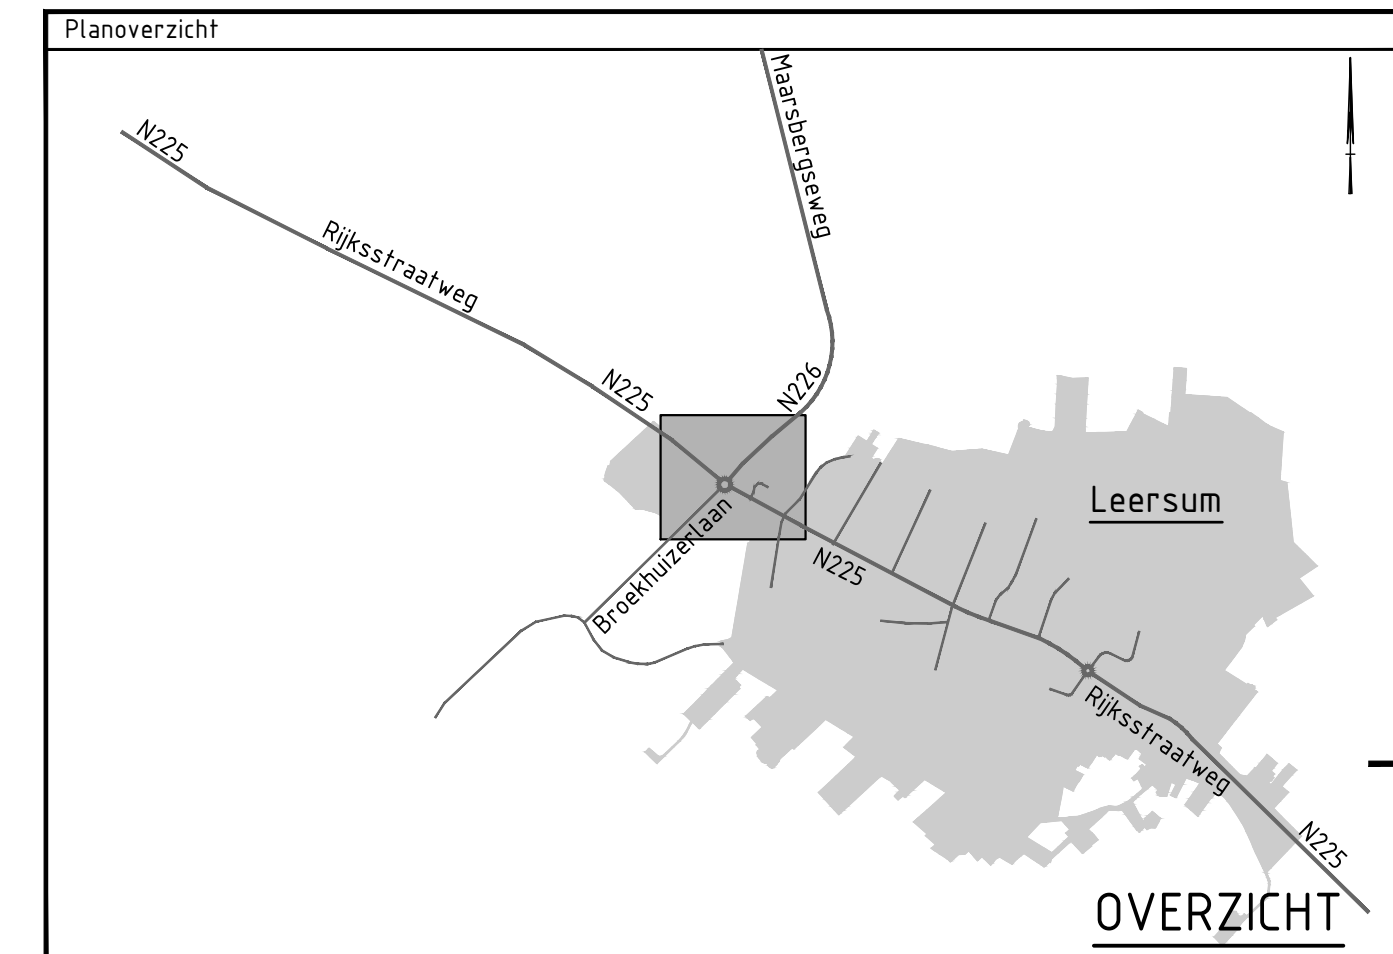 Planoverzicht
Maarsbergseweg
N225
Rijksstraatweg
N225
N226
Leersum
Broekhuizerlaan
N225
Rijksstraatweg
N225
OVERZICHT